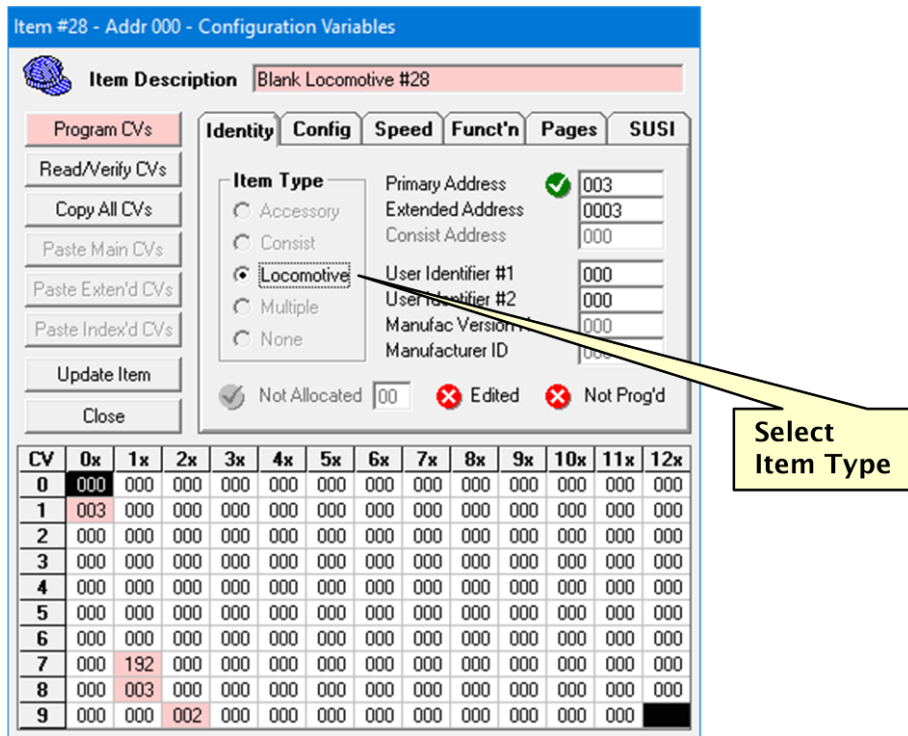 Item #28 - Addr 000 - Configuration Variables
Item Description Blank Locomotive #28
Program CVs
Read/Verify CVs
Copy All CVs
Paste Main CVs
Paste Exten'd CVs
Paste Index'd CVs
Update Item
Close
Identity Config Speed Funct'n Pages SUSI
Item Type
Accessory
Consist
Locomotive
Multiple
None
Primary Address 003
Extended Address 0003
Consist Address 000
User Identifier #1 000
User Identifier #2 000
Manufac Version 000
Manufacturer ID
Not Allocated 00 Edited Not Prog'd
Select
Item Type
CV 0x 1x 2x 3x 4x 5x 6x 7x 8x 9x 10x 11x 12x
0 000 000 000 000 000 000 000 000 000 000 000 000 000
1 003 000 000 000 000 000 000 000 000 000 000 000 000
2 000 000 000 000 000 000 000 000 000 000 000 000 000
3 000 000 000 000 000 000 000 000 000 000 000 000 000
4 000 000 000 000 000 000 000 000 000 000 000 000 000
5 000 000 000 000 000 000 000 000 000 000 000 000 000
6 000 000 000 000 000 000 000 000 000 000 000 000 000
7 000 192 000 000 000 000 000 000 000 000 000 000 000
8 000 003 000 000 000 000 000 000 000 000 000 000 000
9 000 000 002 000 000 000 000 000 000 000 000 000